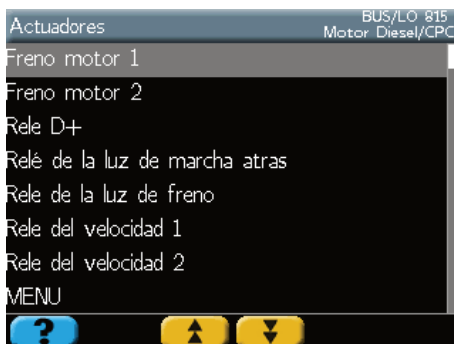 Actuadores
BUS/LO 815
Motor Diesel/CPC
Freno motor 1
Freno motor 2
Rele D+
Relé de la luz de marcha atras
Rele de la luz de freno
Rele del velocidad 1
Rele del velocidad 2
MENU
?